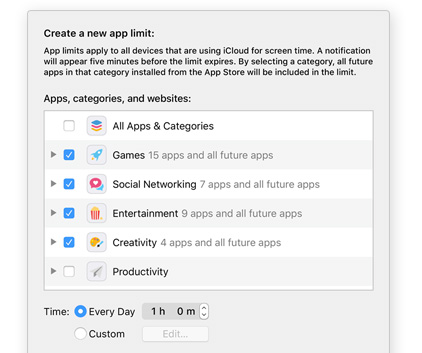 Create a new app limit:
App limits apply to all devices that are using iCloud for screen time. A notification
will appear five minutes before the limit expires. By selecting a category, all future
apps in that category installed from the App Store will be included in the limit.
Apps, categories, and websites:
All Apps & Categories
Games 15 apps and all future apps
Social Networking 7 apps and all future apps
Entertainment 9 apps and all future apps
Creativity 4 apps and all future apps
Productivity
Time: Every Day 1 h 0 m
Custom Edit...